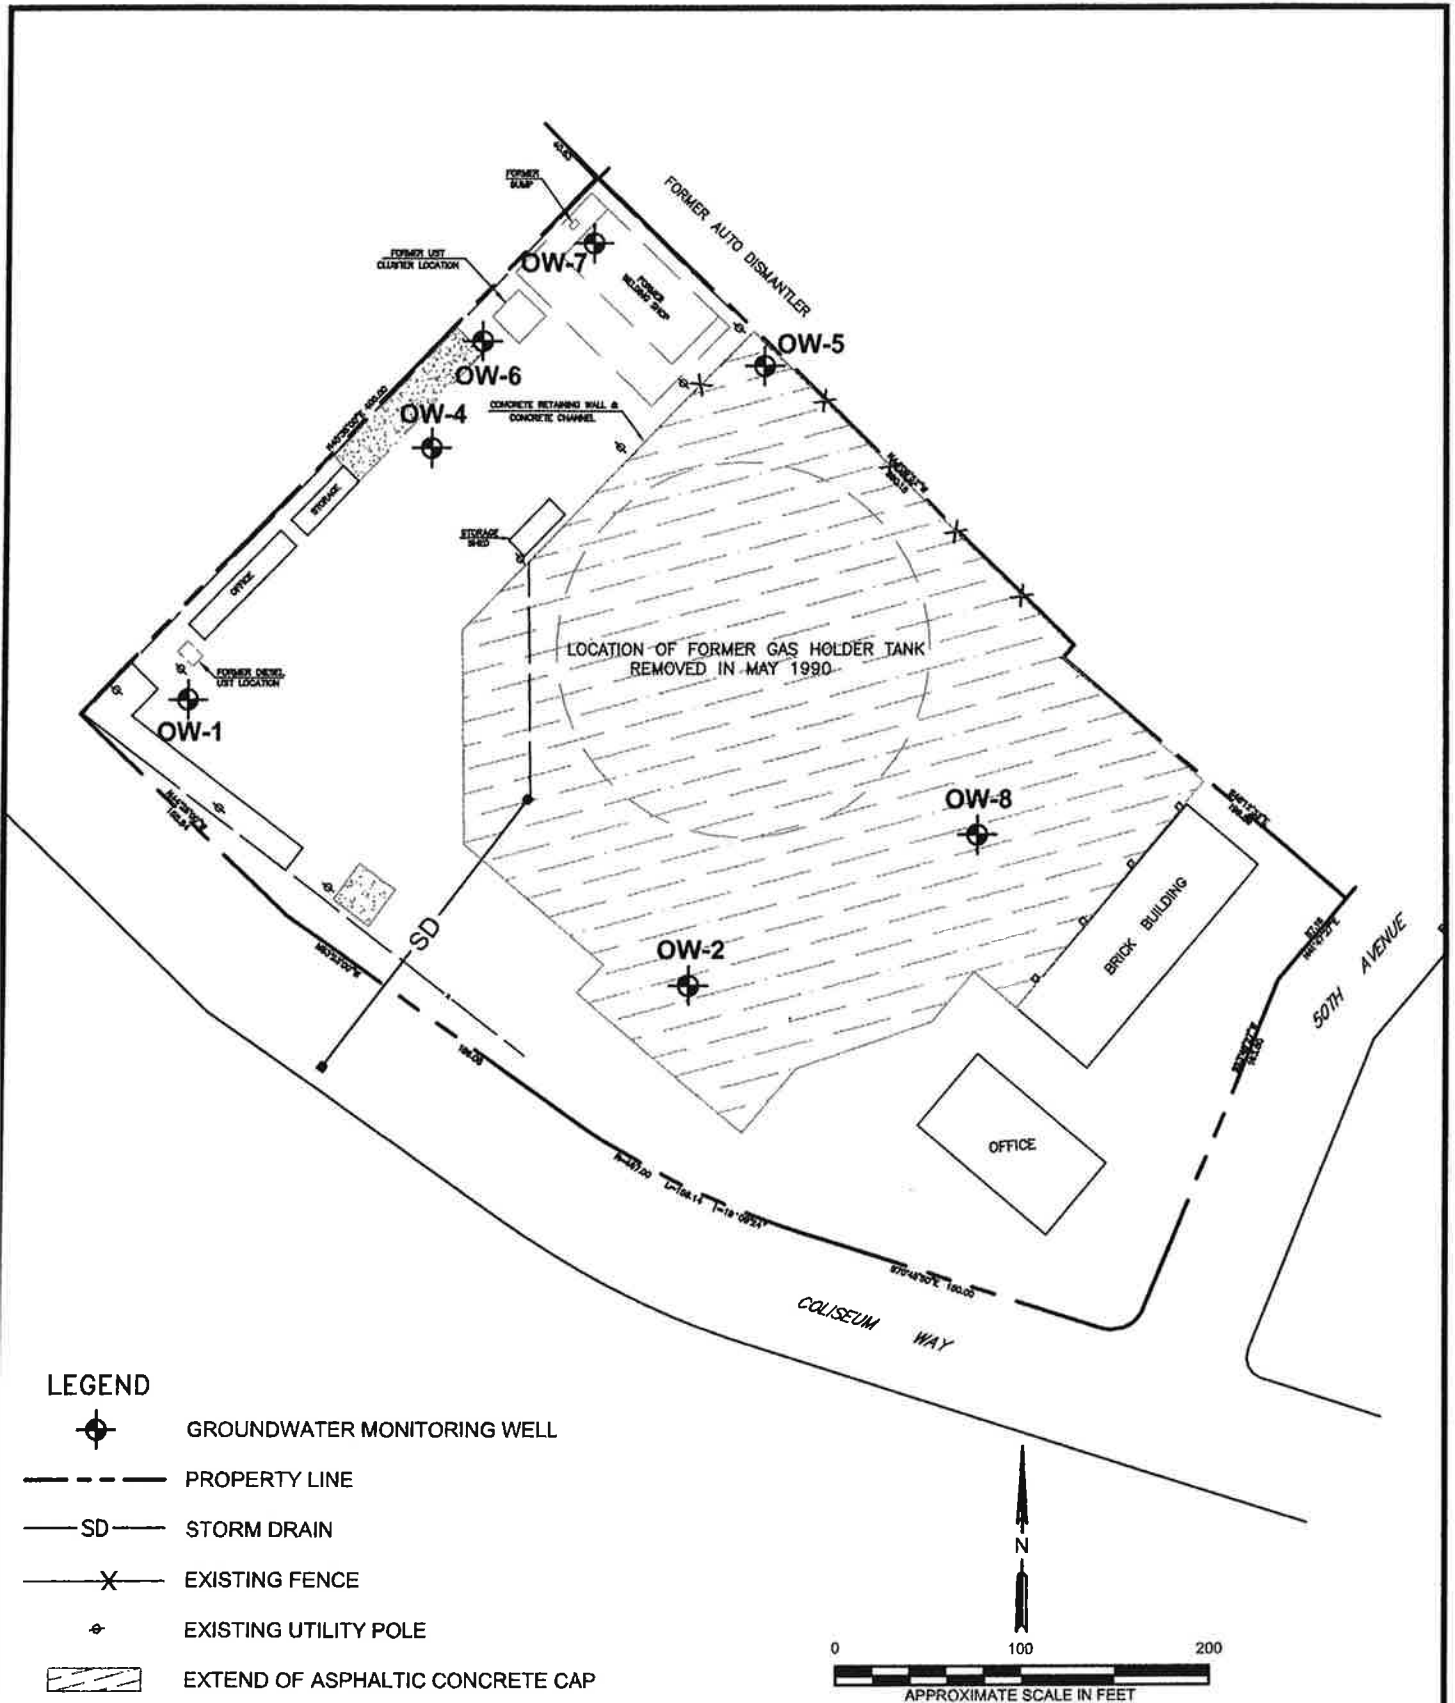 FORMER
SUMP
FORMER AUTO DISMANTLER
OW-7
FORMER UST
CLUSTER LOCATION
FORMER
WELDING SHOP
OW-5
OW-6
OW-4
CONCRETE RETAINING WALL &
CONCRETE CHANNEL
STORAGE
STORAGE
SHED
OFFICE
LOCATION OF FORMER GAS HOLDER TANK
REMOVED IN MAY 1990
FORMER DIESEL
UST LOCATION
OW-1
OW-8
BRICK BUILDING
SD
OW-2
50TH AVENUE
OFFICE
COLISEUM WAY
LEGEND
GROUNDWATER MONITORING WELL
PROPERTY LINE
SD
STORM DRAIN
X
EXISTING FENCE
EXISTING UTILITY POLE
EXTEND OF ASPHALTIC CONCRETE CAP
N
0 100 200
APPROXIMATE SCALE IN FEET